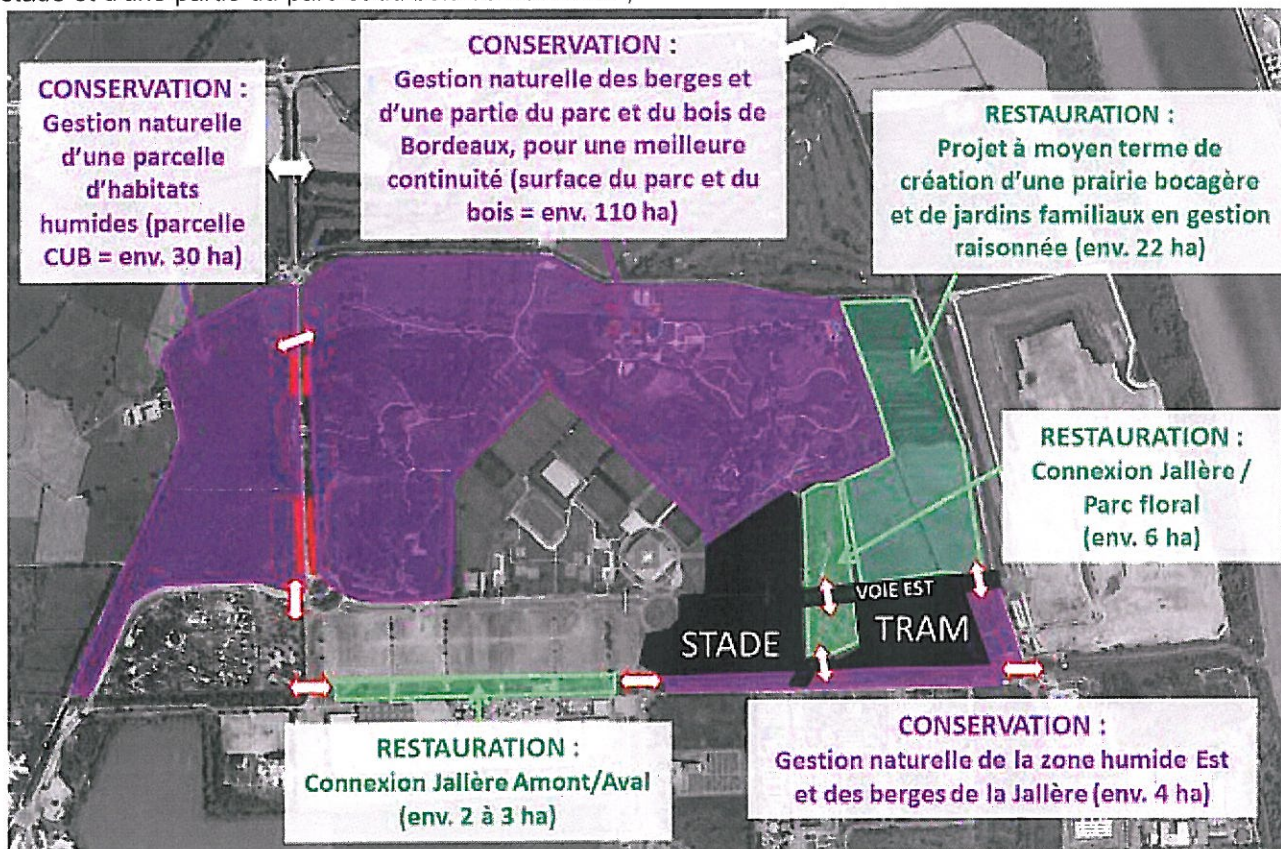 CONSERVATION :
Gestion naturelle
d'une parcelle
d'habitats
humides (parcelle
CUB = env. 30 ha)
CONSERVATION :
Gestion naturelle des berges et
d'une partie du parc et du bois de
Bordeaux, pour une meilleure
continuité (surface du parc et du
bois = env. 110 ha)
RESTAURATION :
Projet à moyen terme de
création d'une prairie bocagère
et de jardins familiaux en gestion
raisonnée (env. 22 ha)
RESTAURATION :
Connexion Jallère /
Parc floral
(env. 6 ha)
VOIE EST
STADE
TRAM
RESTAURATION :
Connexion Jallère Amont/Aval
(env. 2 à 3 ha)
CONSERVATION :
Gestion naturelle de la zone humide Est
et des berges de la Jallère (env. 4 ha)